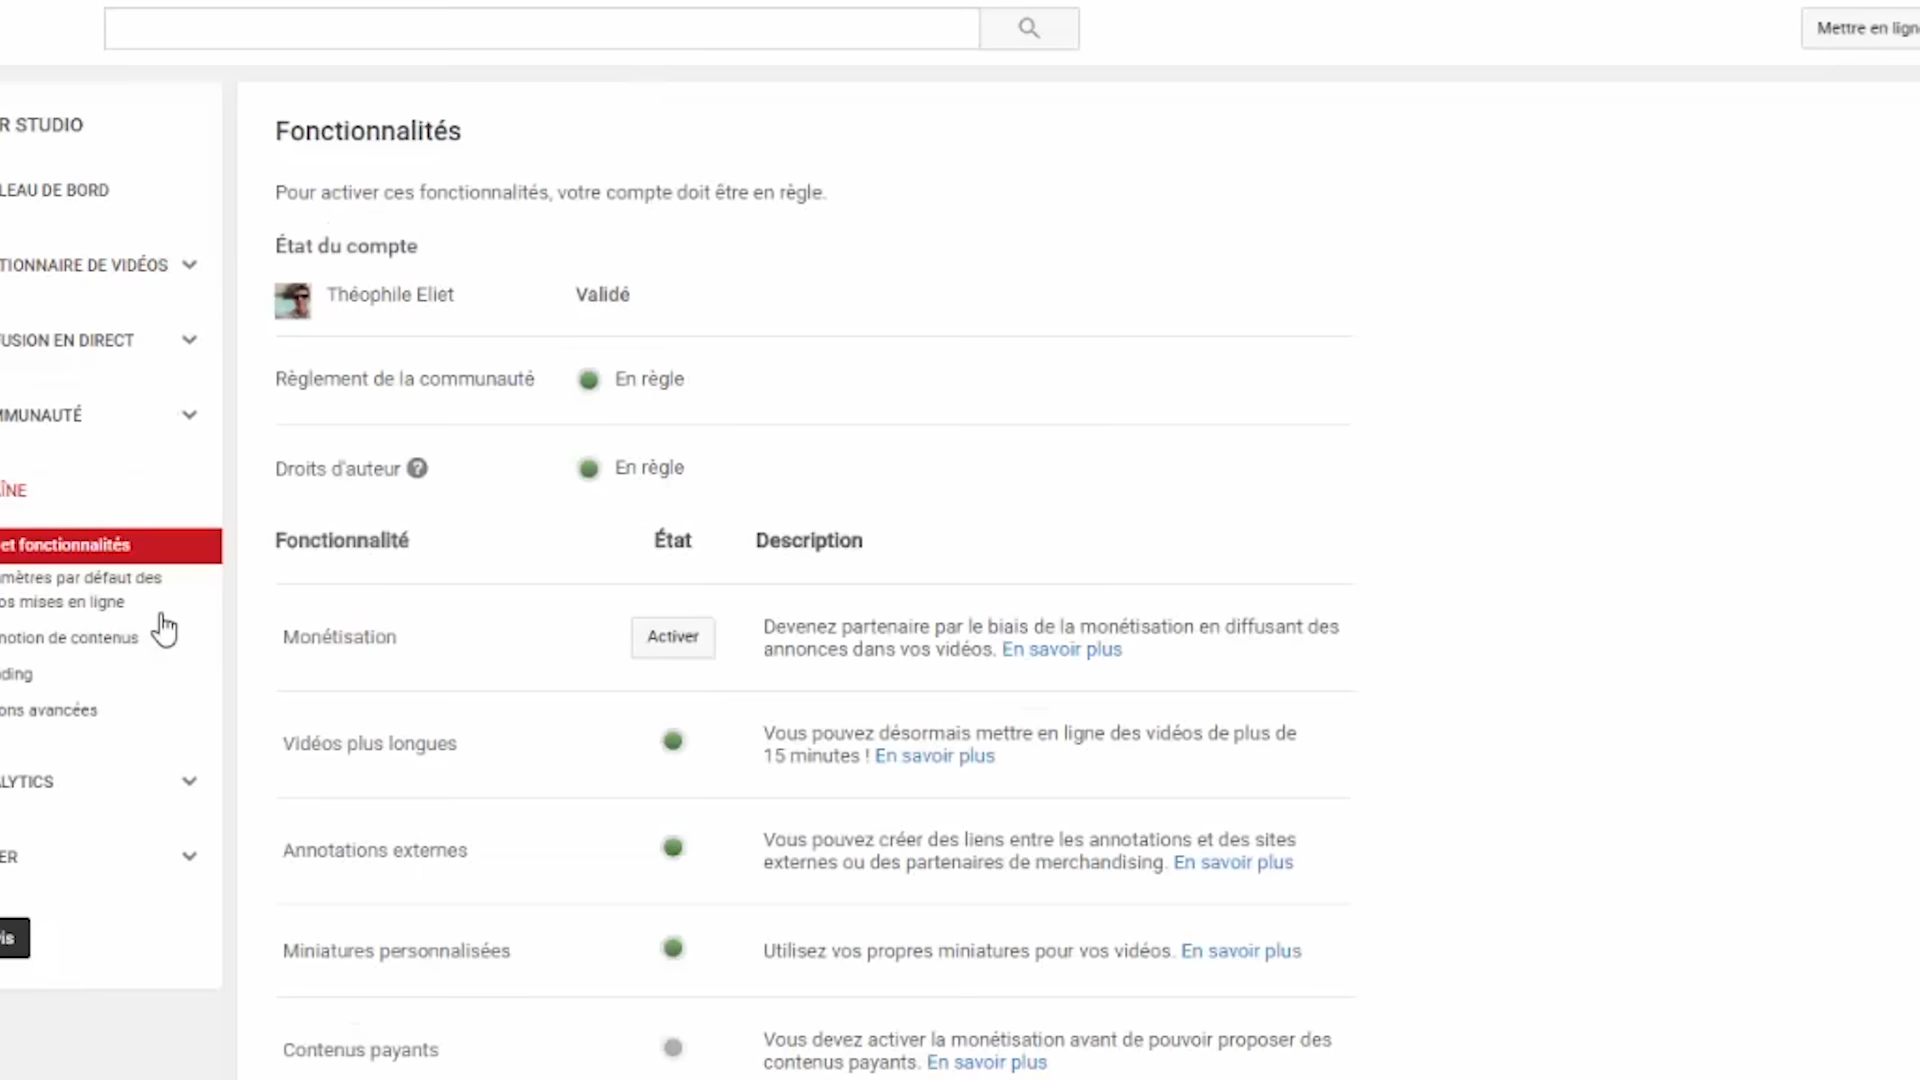 Mettre en lign
R STUDIO
LEAU DE BORD
TIONNAIRE DE VIDÉOS
FUSION EN DIRECT
MMUNAUTÉ
ÎNE
et fonctionnalités
mètres par défaut des
os mises en ligne
notion de contenus
ding
ons avancées
LYTICS
ER
is
Fonctionnalités
Pour activer ces fonctionnalités, votre compte doit être en règle.
État du compte
Théophile Eliet Validé
Règlement de la communauté En règle
Droits d'auteur ? En règle
Fonctionnalité État Description
Monétisation Activer Devenez partenaire par le biais de la monétisation en diffusant des
annonces dans vos vidéos. En savoir plus
Vidéos plus longues Vous pouvez désormais mettre en ligne des vidéos de plus de
15 minutes ! En savoir plus
Annotations externes Vous pouvez créer des liens entre les annotations et des sites
externes ou des partenaires de merchandising. En savoir plus
Miniatures personnalisées Utilisez vos propres miniatures pour vos vidéos. En savoir plus
Contenus payants Vous devez activer la monétisation avant de pouvoir proposer des
contenus payants. En savoir plus